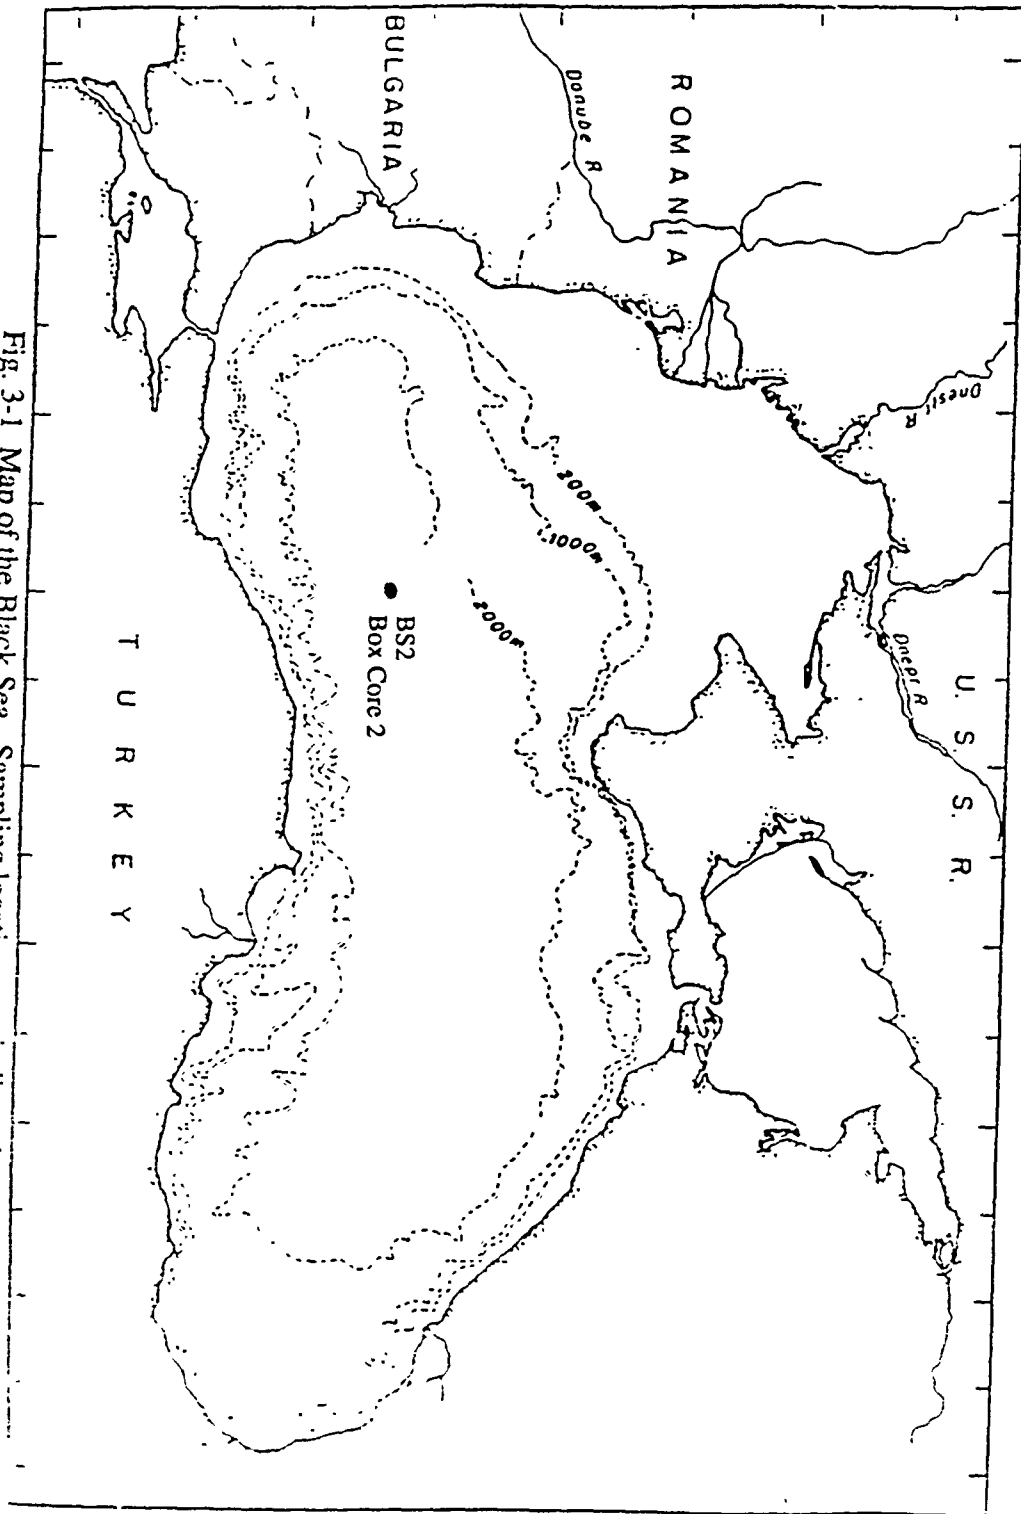 BULGARIA
ROMANIA
Donube R
Dnestr R
Dnepr R
U. S. S. R.
200m
1000m
2000m
BS2
Box Core 2
TURKEY
Fig. 3-1 Map of the Black Sea. Sampling